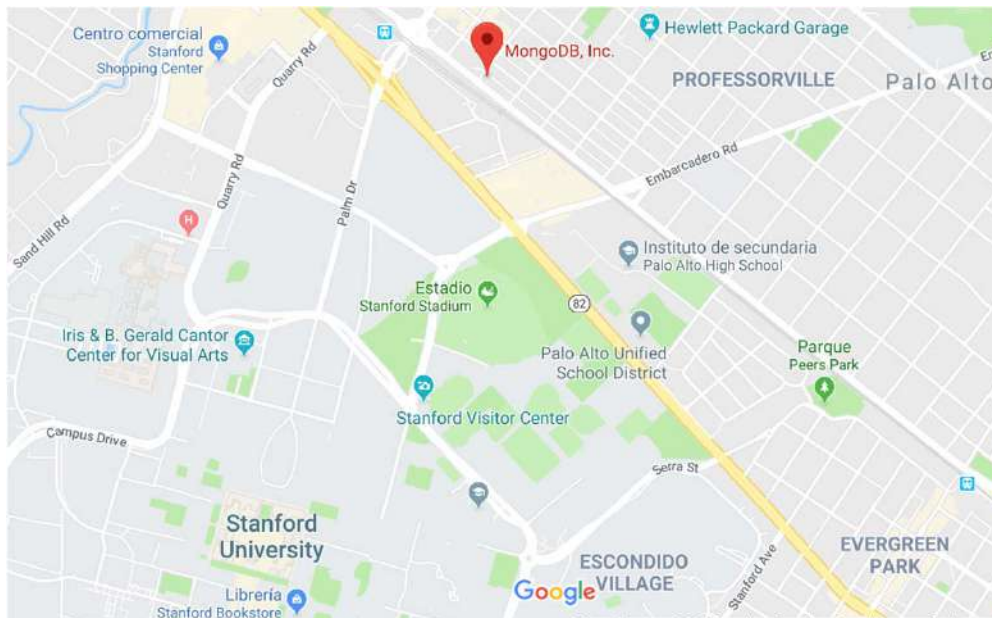 Centro comercial
Stanford
Shopping Center
Quarry Rd
MongoDB, Inc.
Hewlett Packard Garage
PROFESSORVILLE
Palo Alto
Embarcadero Rd
Quarry Rd
Palm Dr
Sand Hill Rd
H
Instituto de secundaria
Palo Alto High School
Estadio
Stanford Stadium
82
Iris & B. Gerald Cantor
Center for Visual Arts
Palo Alto Unified
School District
Parque
Peers Park
Stanford Visitor Center
Campus Drive
Serra St
Stanford
University
ESCONDIDO
VILLAGE
Stanford Ave
EVERGREEN
PARK
Google
Librería
Stanford Bookstore